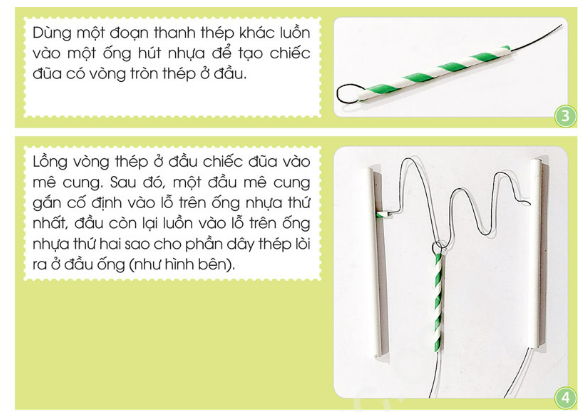 Dùng một đoạn thanh thép khác luồn
vào một ống hút nhựa để tạo chiếc
đũa có vòng tròn thép ở đầu.
3
Lồng vòng thép ở đầu chiếc đũa vào
mê cung. Sau đó, một đầu mê cung
gắn cố định vào lỗ trên ống nhựa thứ
nhất, đầu còn lại luồn vào lỗ trên ống
nhựa thứ hai sao cho phần dây thép lòi
ra ở đầu ống (như hình bên).
4